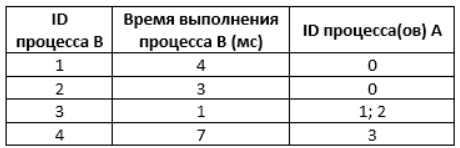 ID
процесса B
Время выполнения
процесса B (мс)
ID процесса(ов) A
1 4 0
2 3 0
3 1 1; 2
4 7 3